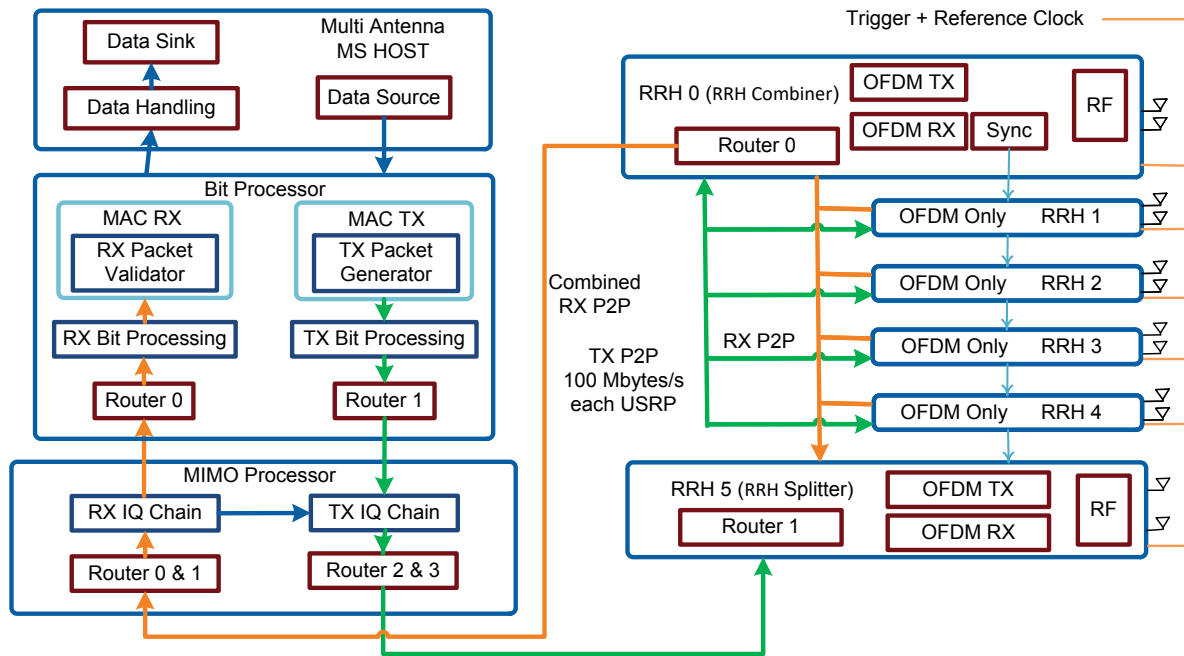 Multi Antenna
MS HOST
Data Sink
Data Handling
Data Source
Bit Processor
MAC RX
RX Packet
Validator
MAC TX
TX Packet
Generator
RX Bit Processing
TX Bit Processing
Router 0
Router 1
MIMO Processor
RX IQ Chain
TX IQ Chain
Router 0 & 1
Router 2 & 3
Combined
RX P2P
TX P2P
100 Mbytes/s
each USRP
RX P2P
Trigger + Reference Clock
RRH 0 (RRH Combiner)
OFDM TX
OFDM RX
Sync
RF
Router 0
OFDM Only RRH 1
OFDM Only RRH 2
OFDM Only RRH 3
OFDM Only RRH 4
RRH 5 (RRH Splitter)
OFDM TX
OFDM RX
RF
Router 1